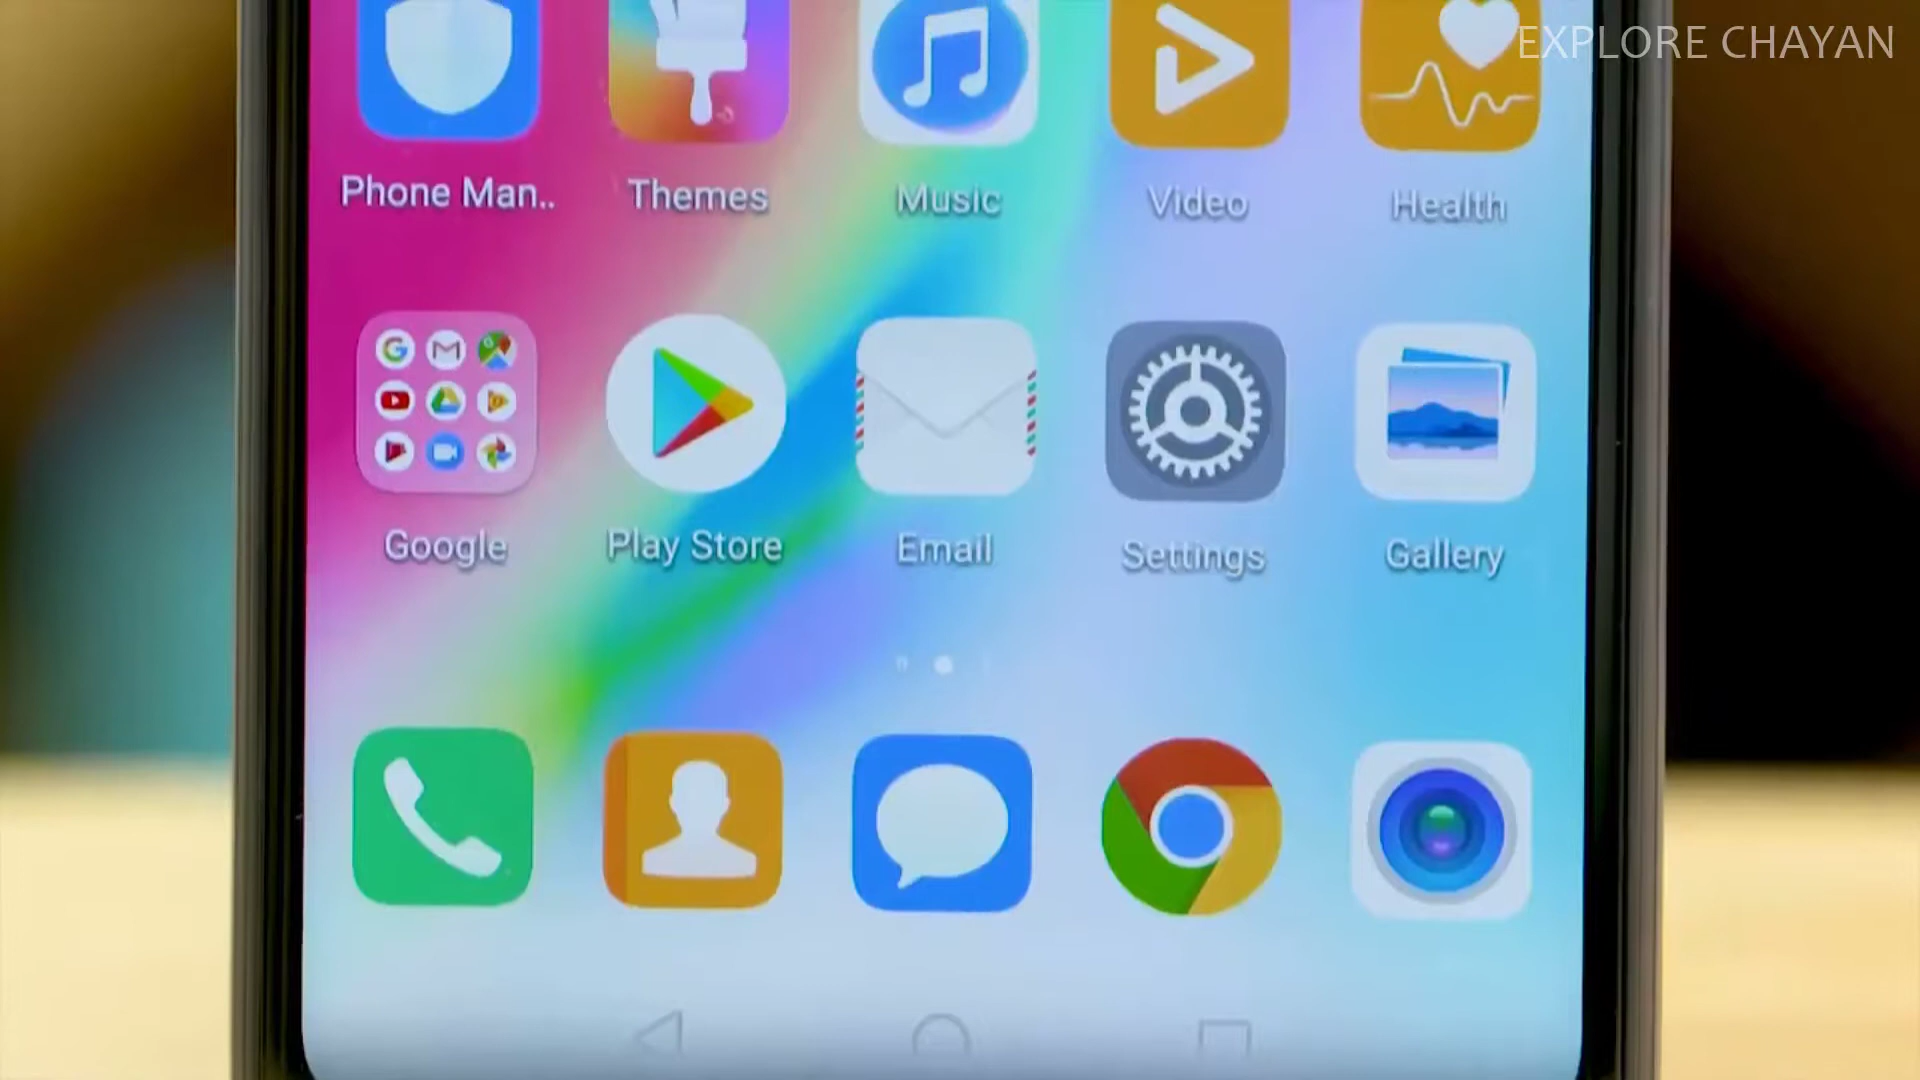 EXPLORE CHAYAN
Phone Man..
Themes
Music
Video
Health
Google
Play Store
Email
Settings
Gallery